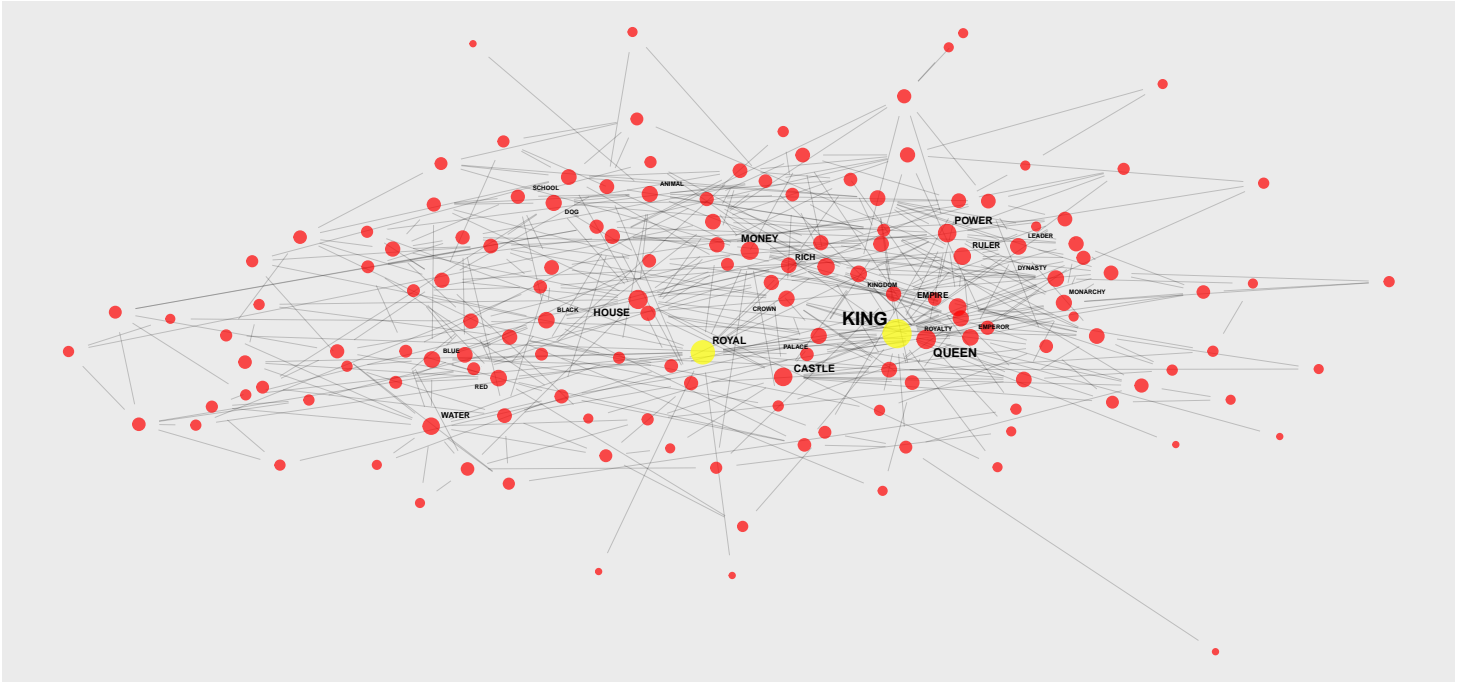 SCHOOL
ANIMAL
DOG
POWER
LEADER
MONEY
RULER
RICH
DYNASTY
KINGDOM
MONARCHY
EMPIRE
CROWN
BLACK
HOUSE
KING
ROYALTY
EMPEROR
ROYAL
PALACE
BLUE
QUEEN
CASTLE
RED
WATER